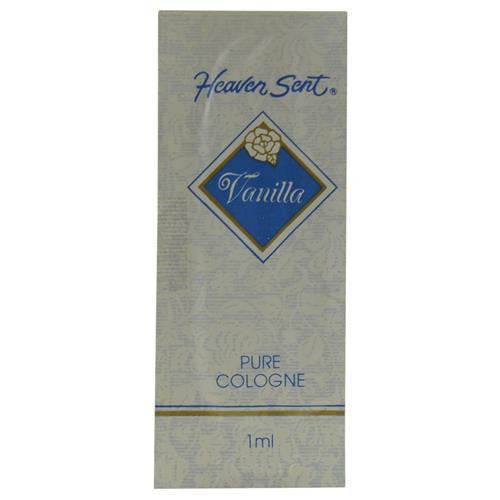 Heaven Sent®
Vanilla
PURE
COLOGNE
1ml